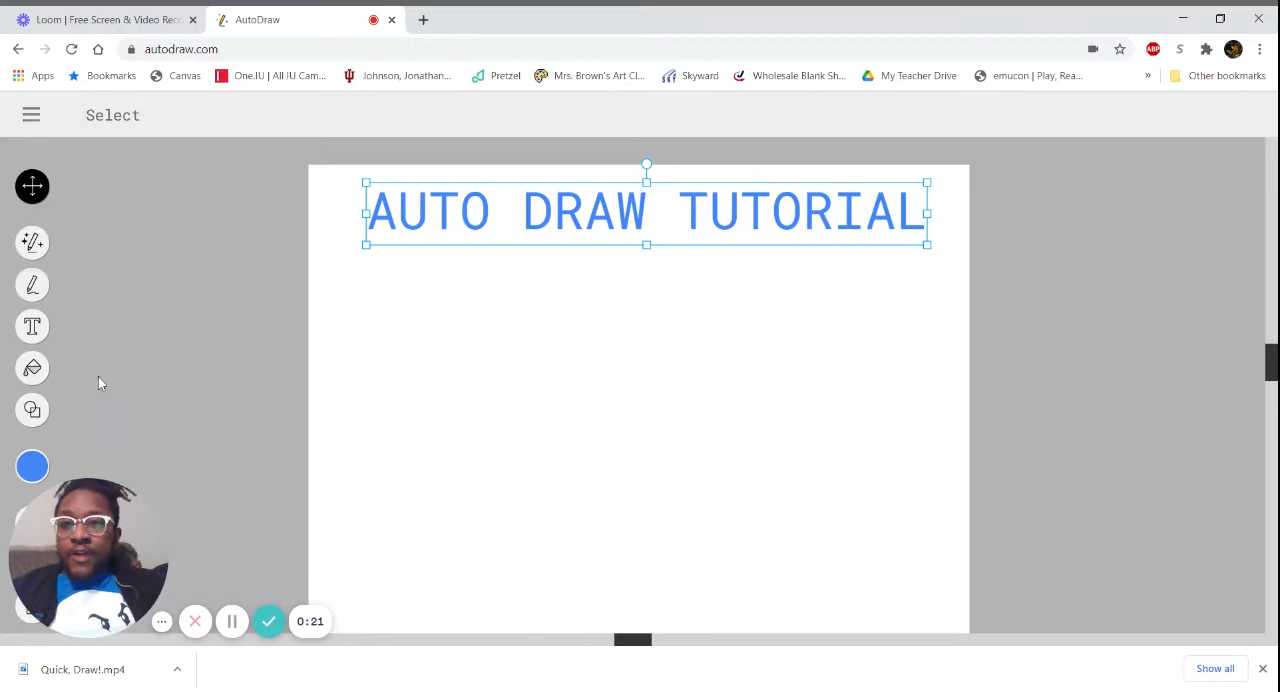 Loom | Free Screen & Video Rec
AutoDraw
autodraw.com
Apps Bookmarks Canvas One.IU | All IU Cam... Johnson, Jonathan... Pretzel Mrs. Brown's Art Cl... Skyward Wholesale Blank Sh... My Teacher Drive emucon | Play, Rea... » Other bookmarks
Select
AUTO DRAW TUTORIAL
0:21
Quick, Draw!.mp4
Show all